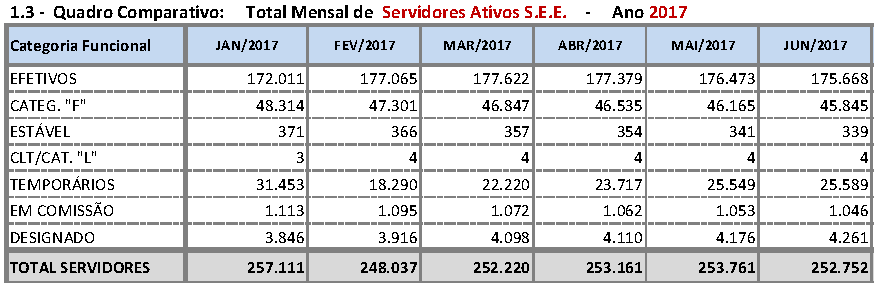 1.3 - Quadro Comparativo: Total Mensal de Servidores Ativos S.E.E. - Ano 2017
Categoria Funcional JAN/2017 FEV/2017 MAR/2017 ABR/2017 MAI/2017 JUN/2017
EFETIVOS 172.011 177.065 177.622 177.379 176.473 175.668
CATEG. "F" 48.314 47.301 46.847 46.535 46.165 45.845
ESTÁVEL 371 366 357 354 341 339
CLT/CAT. "L" 3 4 4 4 4 4
TEMPORÁRIOS 31.453 18.290 22.220 23.717 25.549 25.589
EM COMISSÃO 1.113 1.095 1.072 1.062 1.053 1.046
DESIGNADO 3.846 3.916 4.098 4.110 4.176 4.261
TOTAL SERVIDORES 257.111 248.037 252.220 253.161 253.761 252.752